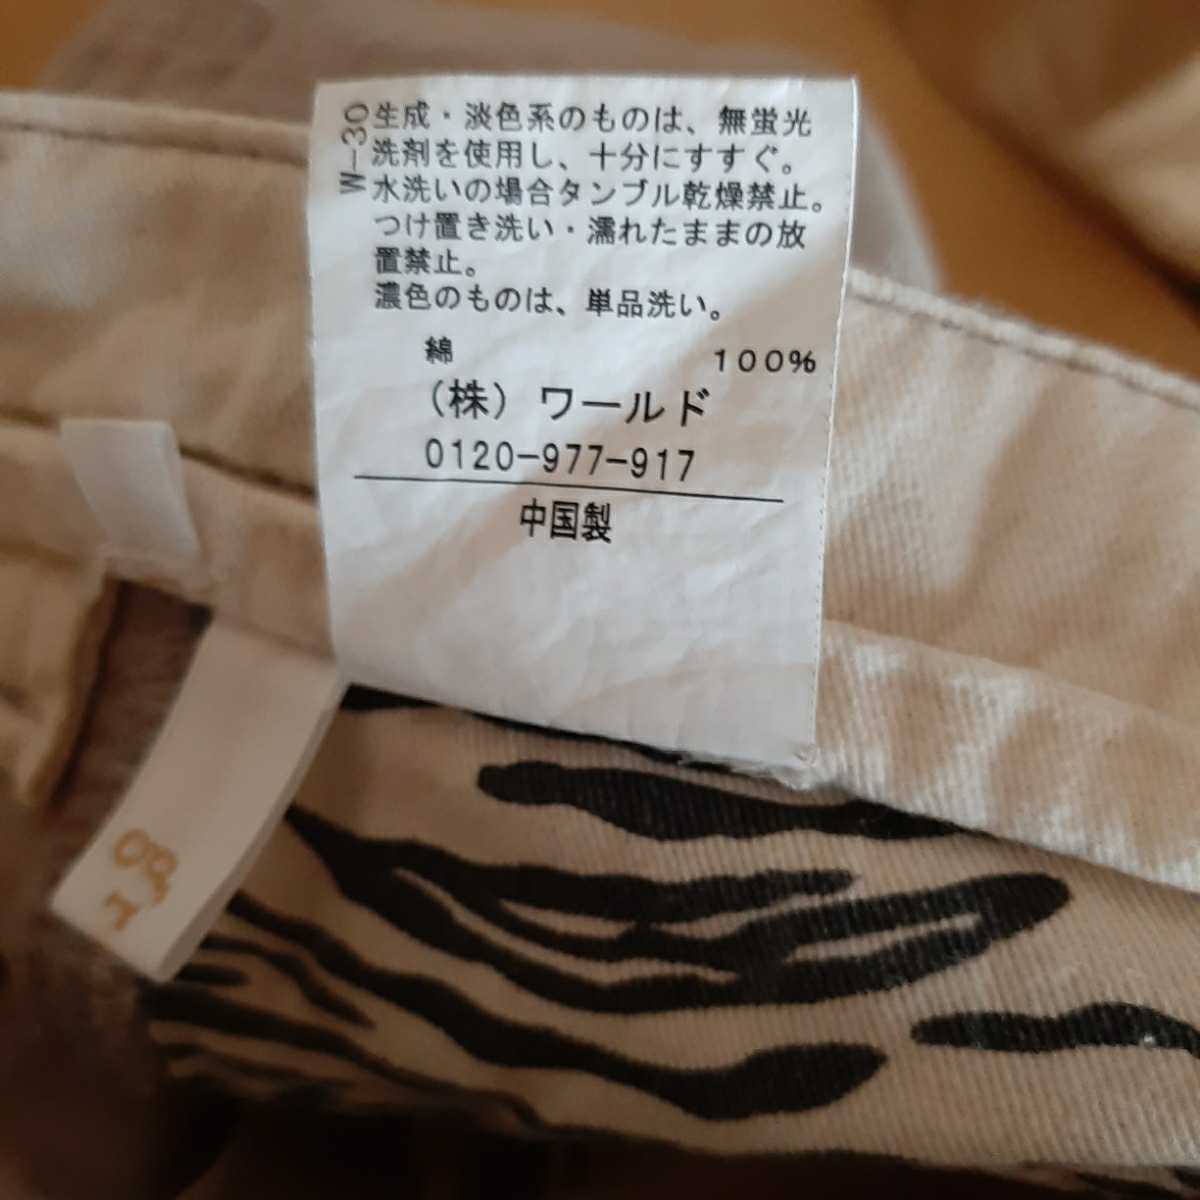 W-30
生成・淡色系のものは、無蛍光
洗剤を使用し、十分にすすぐ。
水洗いの場合タンブル乾燥禁止。
つけ置き洗い・濡れたままの放
置禁止。
濃色のものは、単品洗い。
綿 100%
(株) ワールド
0120-977-917
中国製